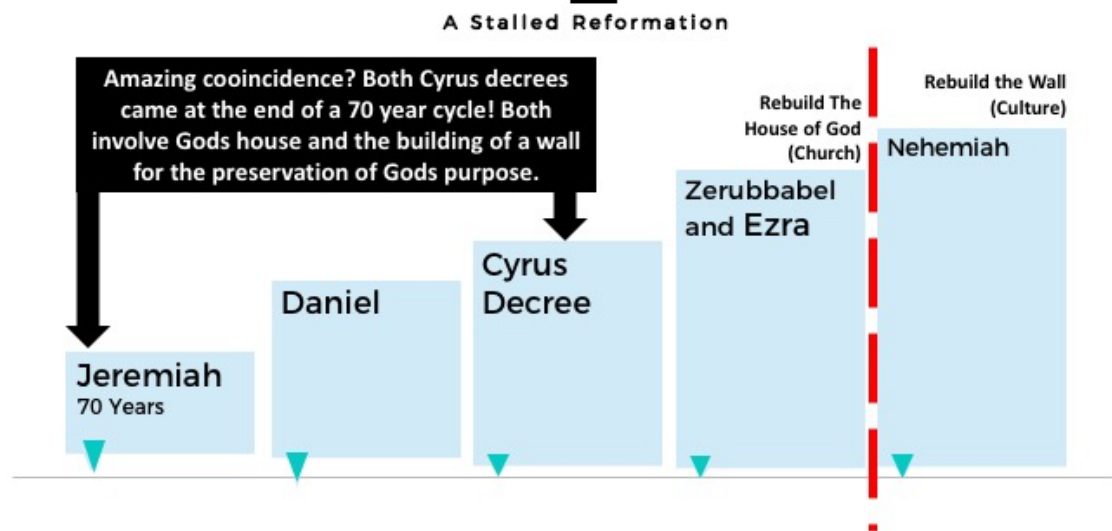 A Stalled Reformation
Amazing cooincidence? Both Cyrus decrees
came at the end of a 70 year cycle! Both
involve Gods house and the building of a wall
for the preservation of Gods purpose.
Jeremiah
70 Years
Daniel
Cyrus
Decree
Rebuild The
House of God
(Church)
Zerubbabel
and Ezra
Rebuild the Wall
(Culture)
Nehemiah